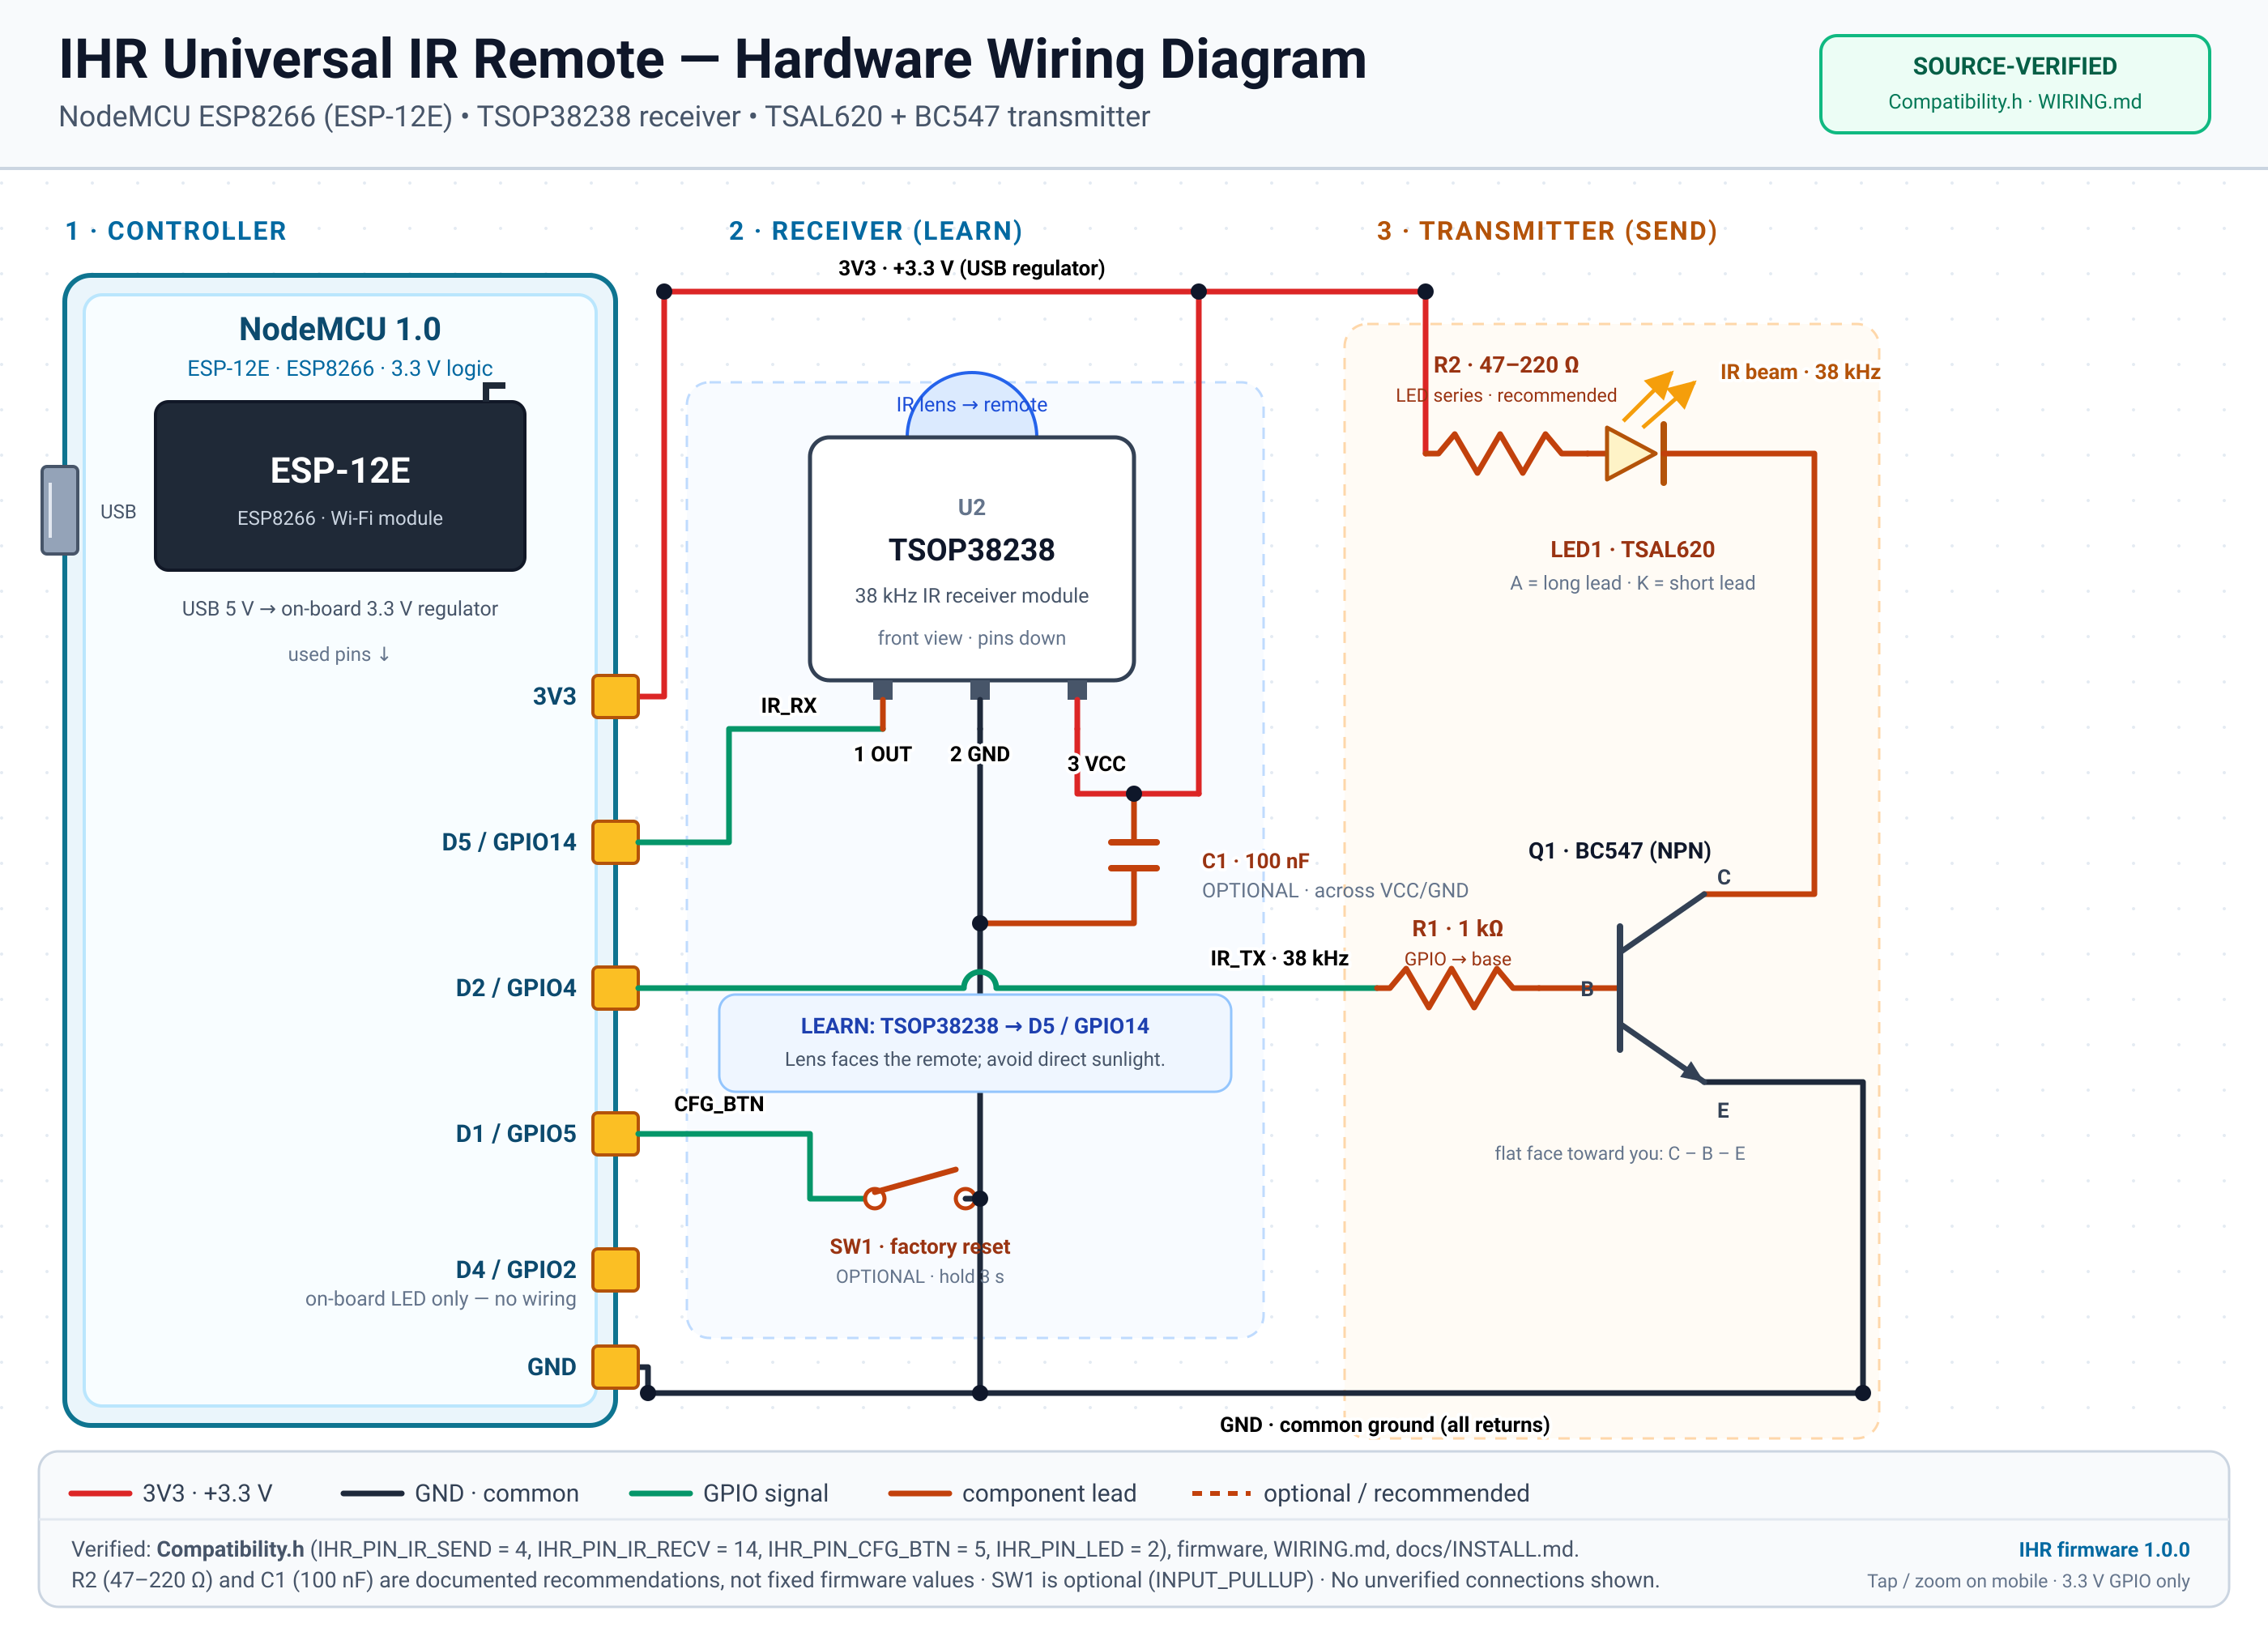 IHR Universal IR Remote — Hardware Wiring Diagram
NodeMCU ESP8266 (ESP-12E) • TSOP38238 receiver • TSAL620 + BC547 transmitter
SOURCE-VERIFIED
Compatibility.h · WIRING.md
1 · CONTROLLER
2 · RECEIVER (LEARN)
3 · TRANSMITTER (SEND)
3V3 · +3.3 V (USB regulator)
NodeMCU 1.0
ESP-12E · ESP8266 · 3.3 V logic
ESP-12E
ESP8266 · Wi-Fi module
USB
USB 5 V → on-board 3.3 V regulator
used pins ↓
3V3
D5 / GPIO14
D2 / GPIO4
D1 / GPIO5
D4 / GPIO2
on-board LED only — no wiring
GND
IR lens → remote
U2
TSOP38238
38 kHz IR receiver module
front view · pins down
IR_RX
1 OUT
2 GND
3 VCC
C1 · 100 nF
OPTIONAL · across VCC/GND
IR_TX · 38 kHz
LEARN: TSOP38238 → D5 / GPIO14
Lens faces the remote; avoid direct sunlight.
CFG_BTN
SW1 · factory reset
OPTIONAL · hold 8 s
R2 · 47–220 Ω
LED series · recommended
IR beam · 38 kHz
LED1 · TSAL620
A = long lead · K = short lead
Q1 · BC547 (NPN)
C
R1 · 1 kΩ
GPIO → base
B
E
flat face toward you: C – B – E
GND · common ground (all returns)
3V3 · +3.3 V
GND · common
GPIO signal
component lead
optional / recommended
Verified: Compatibility.h (IHR_PIN_IR_SEND = 4, IHR_PIN_IR_RECV = 14, IHR_PIN_CFG_BTN = 5, IHR_PIN_LED = 2), firmware, WIRING.md, docs/INSTALL.md.
R2 (47–220 Ω) and C1 (100 nF) are documented recommendations, not fixed firmware values · SW1 is optional (INPUT_PULLUP) · No unverified connections shown.
IHR firmware 1.0.0
Tap / zoom on mobile · 3.3 V GPIO only